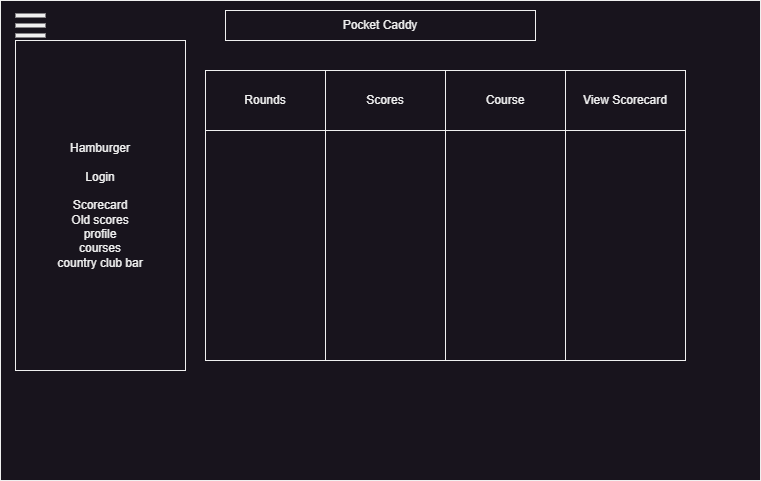 Pocket Caddy
Rounds
Scores
Course
View Scorecard
Hamburger
Login
Scorecard
Old scores
profile
courses
country club bar